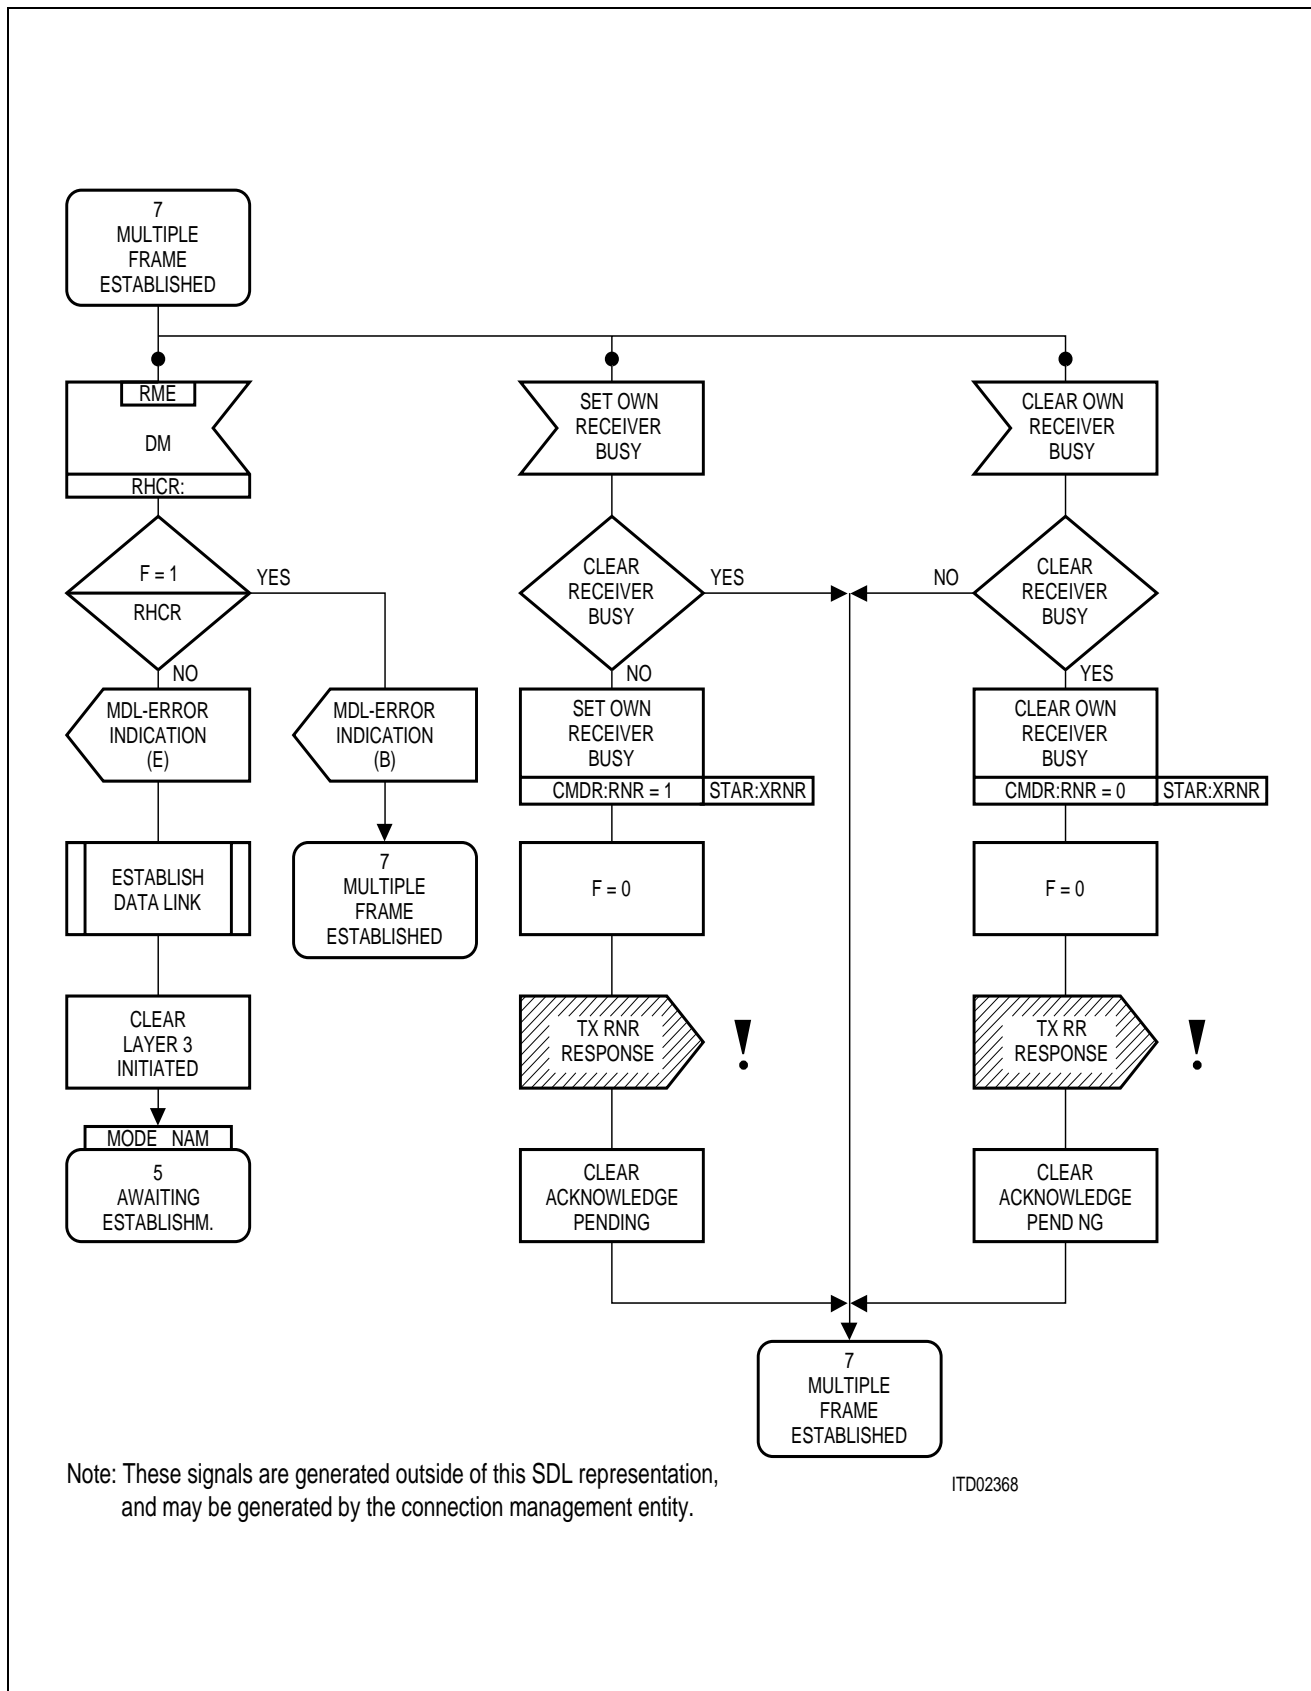 7
MULTIPLE
FRAME
ESTABLISHED
RME
DM
RHCR:
F = 1
RHCR
YES
NO
MDL-ERROR
INDICATION
(E)
MDL-ERROR
INDICATION
(B)
ESTABLISH
DATA LINK
7
MULTIPLE
FRAME
ESTABLISHED
CLEAR
LAYER 3
INITIATED
MODE NAM
5
AWAITING
ESTABLISHM.
SET OWN
RECEIVER
BUSY
CLEAR
RECEIVER
BUSY
YES
NO
SET OWN
RECEIVER
BUSY
CMDR:RNR = 1
STAR:XRNR
F = 0
TX RNR
RESPONSE
!
CLEAR
ACKNOWLEDGE
PENDING
CLEAR OWN
RECEIVER
BUSY
CLEAR
RECEIVER
BUSY
NO
YES
CLEAR OWN
RECEIVER
BUSY
CMDR:RNR = 0
STAR:XRNR
F = 0
TX RR
RESPONSE
!
CLEAR
ACKNOWLEDGE
PEND NG
7
MULTIPLE
FRAME
ESTABLISHED
Note: These signals are generated outside of this SDL representation,
and may be generated by the connection management entity.
ITD02368